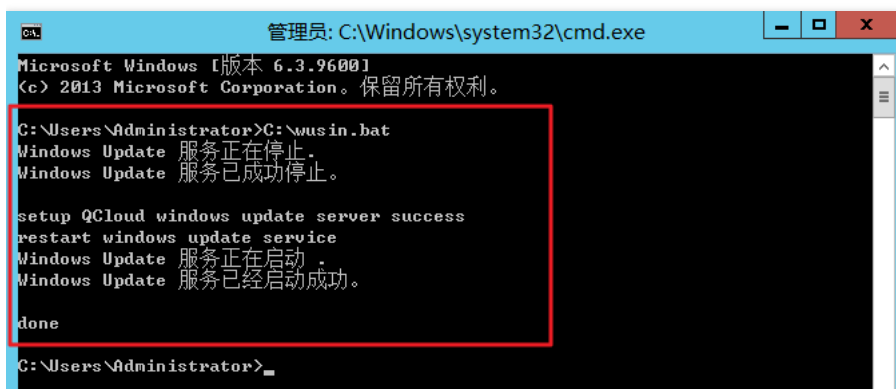 管理员: C:\Windows\system32\cmd.exe
Microsoft Windows [版本 6.3.9600]
(c) 2013 Microsoft Corporation。保留所有权利。
C:\Users\Administrator>C:\wusin.bat
Windows Update 服务正在停止.
Windows Update 服务已成功停止。
setup QCloud windows update server success
restart windows update service
Windows Update 服务正在启动 .
Windows Update 服务已经启动成功。
done
C:\Users\Administrator>_